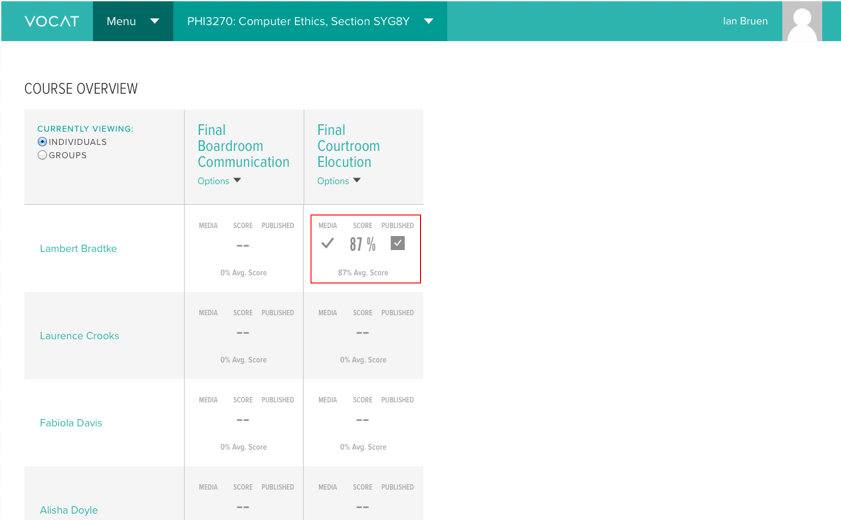 VOCAT
Menu
PHI3270: Computer Ethics, Section SYG8Y
Ian Bruen
COURSE OVERVIEW
CURRENTLY VIEWING:
INDIVIDUALS
GROUPS
Final
Boardroom
Communication
Options
Final
Courtroom
Elocution
Options
Lambert Bradtke
MEDIA SCORE PUBLISHED
--
0% Avg. Score
MEDIA SCORE PUBLISHED
87 %
87% Avg. Score
Laurence Crooks
MEDIA SCORE PUBLISHED
--
0% Avg. Score
MEDIA SCORE PUBLISHED
--
0% Avg. Score
Fabiola Davis
MEDIA SCORE PUBLISHED
--
0% Avg. Score
MEDIA SCORE PUBLISHED
--
0% Avg. Score
Alisha Doyle
MEDIA SCORE PUBLISHED
--
MEDIA SCORE PUBLISHED
--